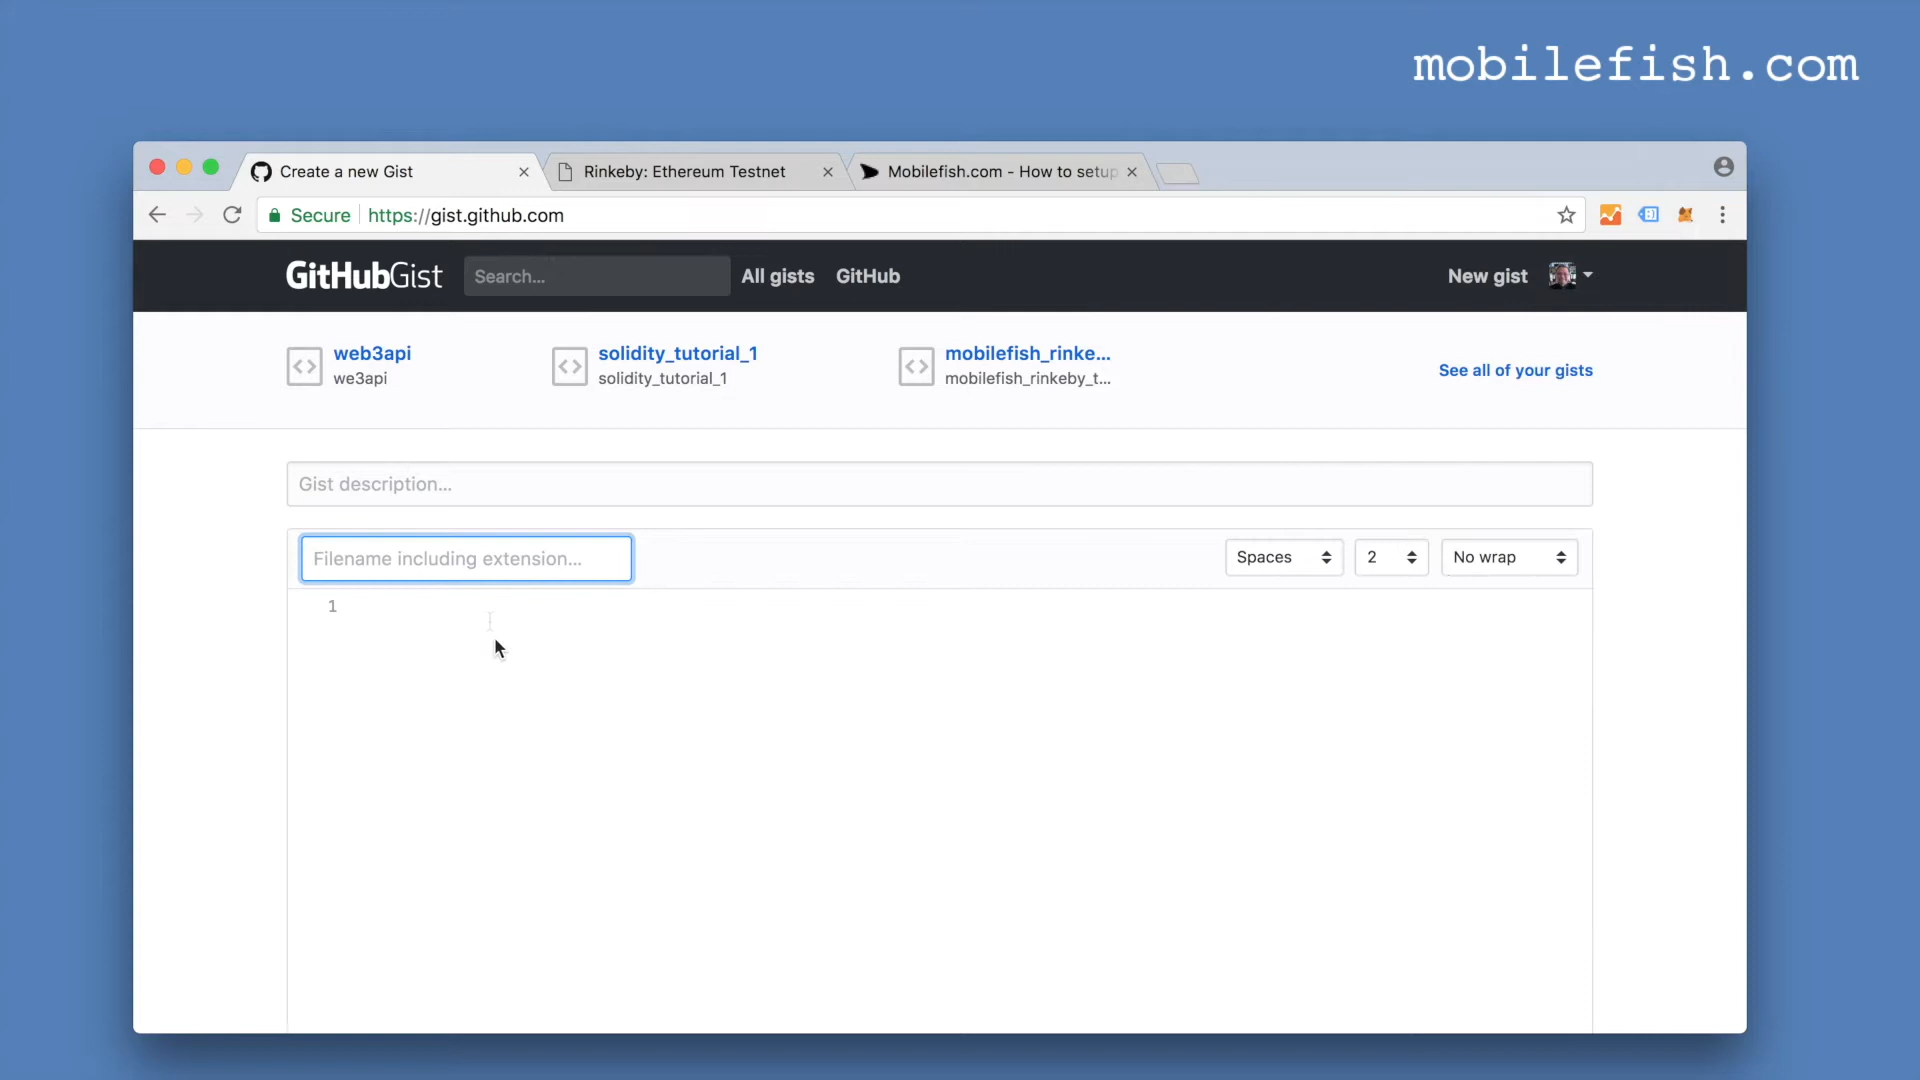 mobilefish.com
Create a new Gist
Rinkeby: Ethereum Testnet
Mobilefish.com - How to setup
Secure https://gist.github.com
GitHubGist Search... All gists GitHub New gist
web3api solidity_tutorial_1 mobilefish_rinke... 
we3api solidity_tutorial_1 mobilefish_rinkeby_t...
See all of your gists
Gist description...
Filename including extension... Spaces 2 No wrap
1